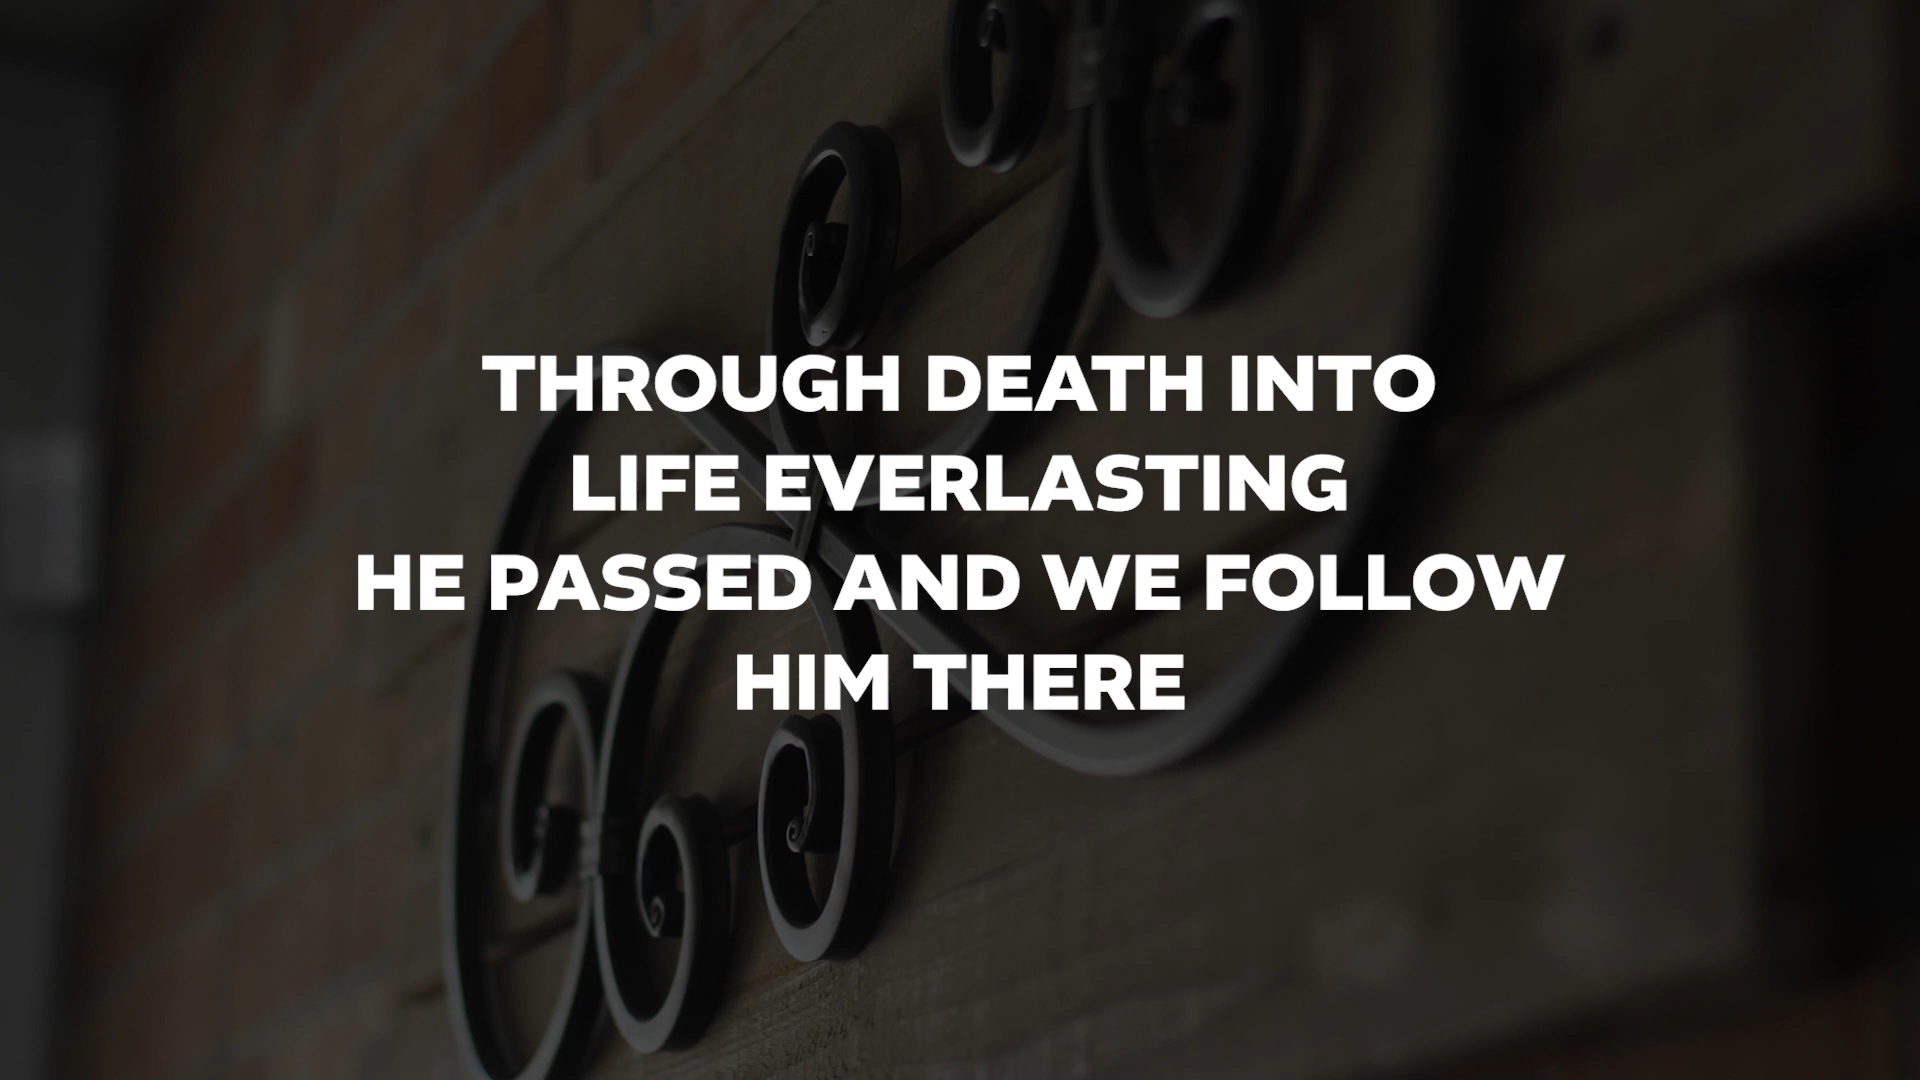 THROUGH DEATH INTO
LIFE EVERLASTING
HE PASSED AND WE FOLLOW
HIM THERE